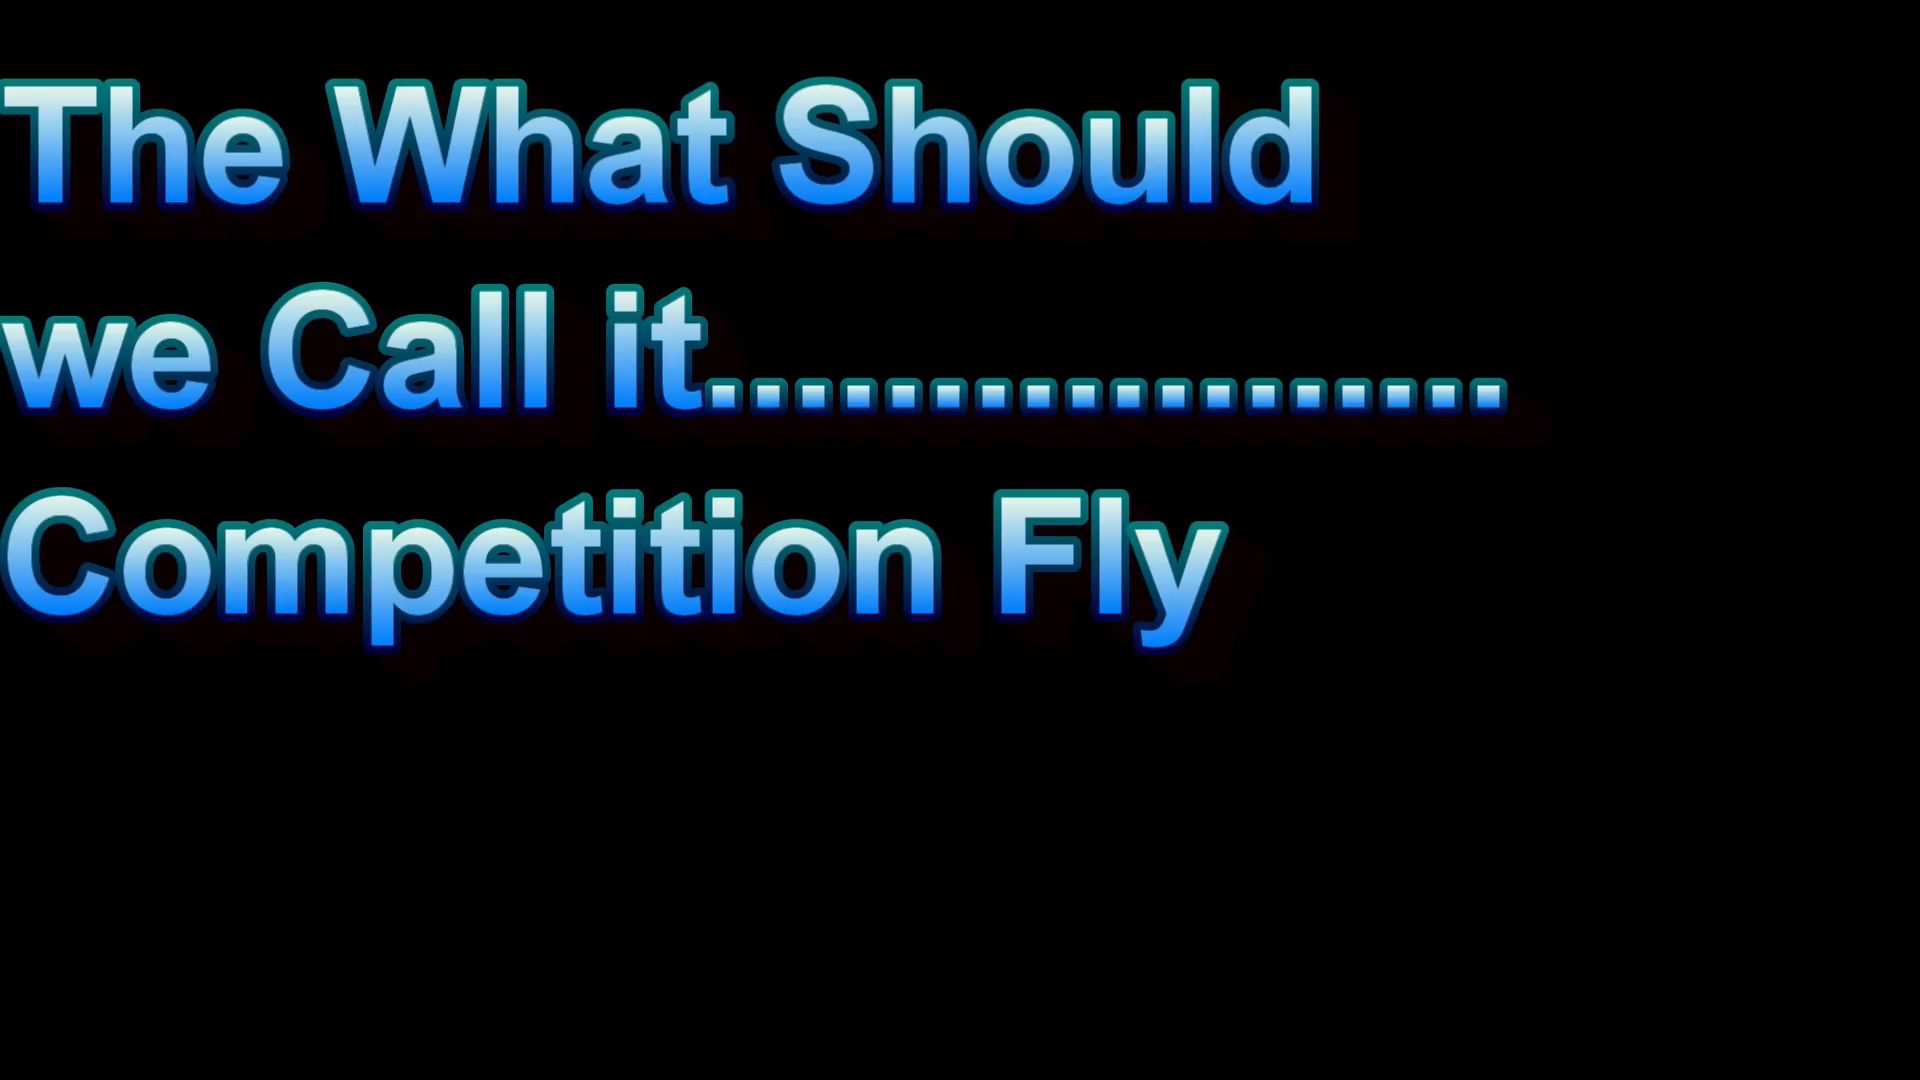 The What Should
we Call it..................
Competition Fly